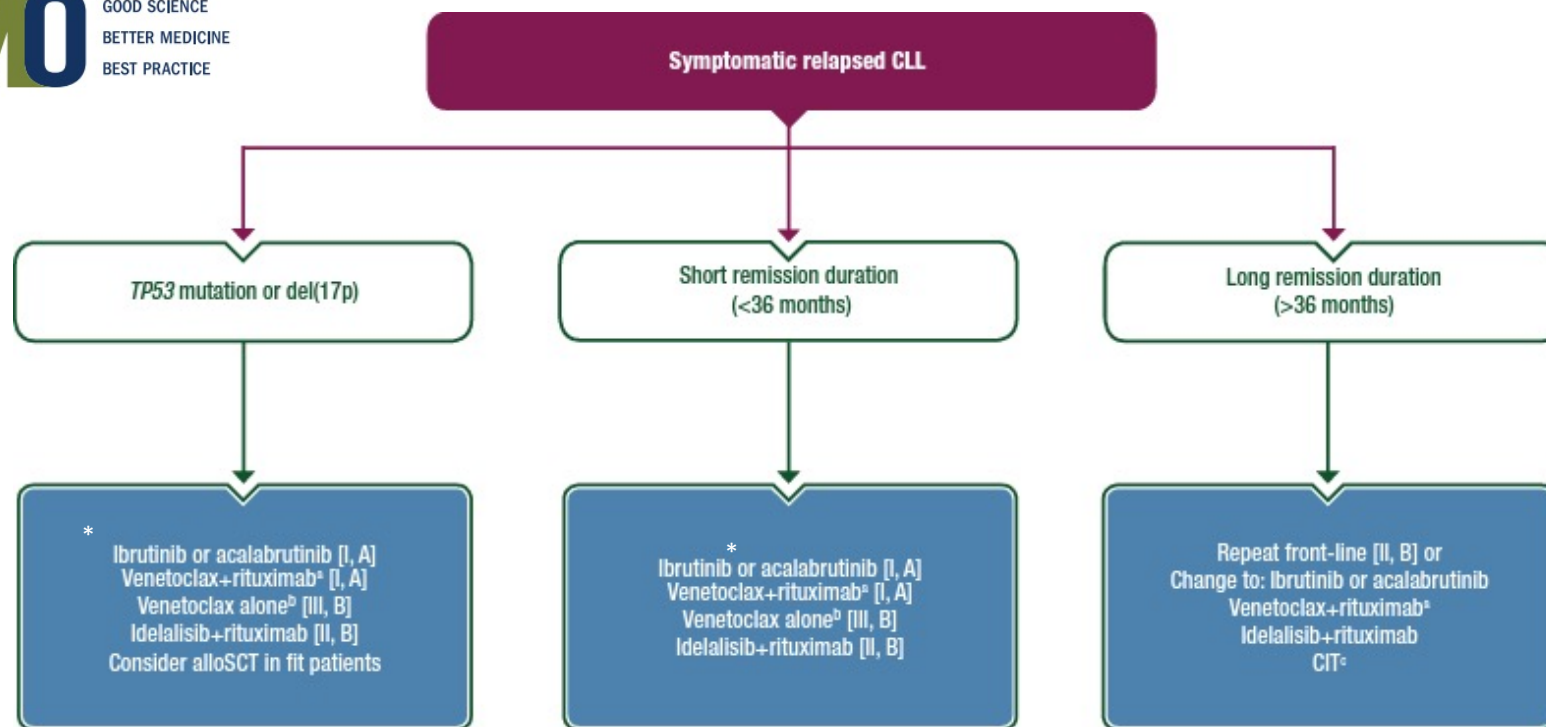 GOOD SCIENCE
BETTER MEDICINE
BEST PRACTICE
Symptomatic relapsed CLL
TP53 mutation or del(17p)
Short remission duration
(<36 months)
Long remission duration
(>36 months)
*
Ibrutinib or acalabrutinib [I, A]
Venetoclax+rituximabᵃ [I, A]
Venetoclax aloneᵇ [III, B]
Idelalisib+rituximab [II, B]
Consider alloSCT in fit patients
*
Ibrutinib or acalabrutinib [I, A]
Venetoclax+rituximabᵃ [I, A]
Venetoclax aloneᵇ [III, B]
Idelalisib+rituximab [II, B]
Repeat front-line [II, B] or
Change to: Ibrutinib or acalabrutinib
Venetoclax+rituximabᵃ
Idelalisib+rituximab
CITᶜ